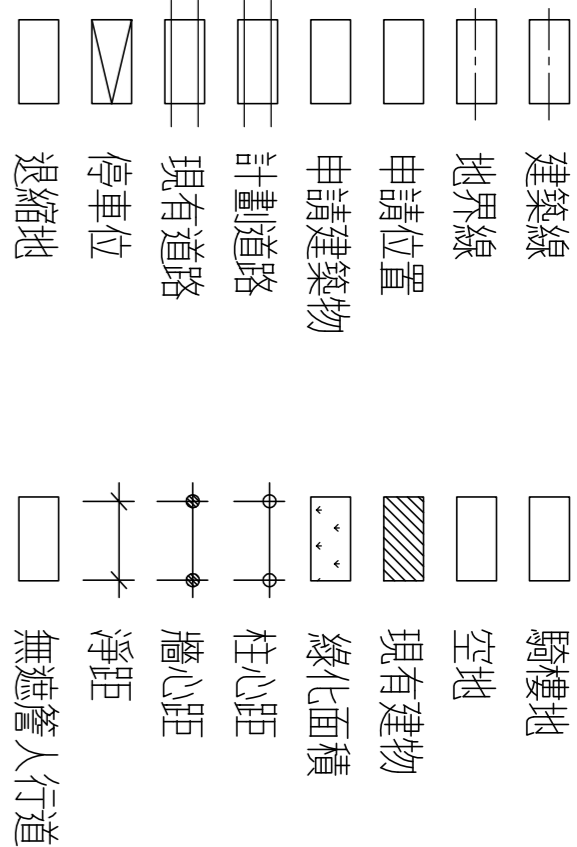 建築線
地界線
申請位置
申請建築物
計劃道路
現有道路
停車位
退縮地
騎樓地
空地
現有建物
綠化面積
柱心距
牆心距
淨距
無遮簷人行道